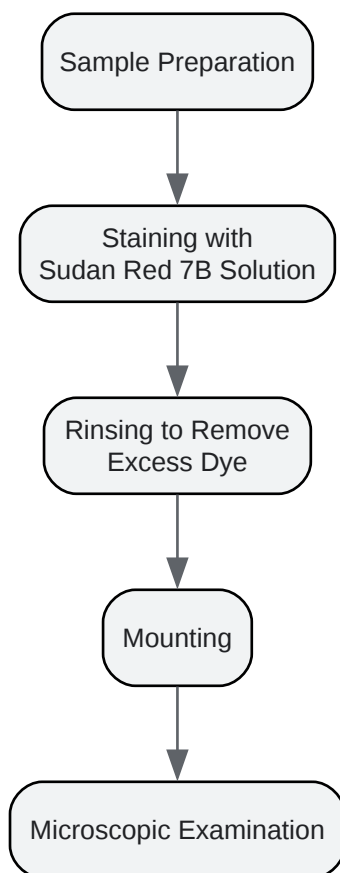 Sample Preparation
Staining with
Sudan Red 7B Solution
Rinsing to Remove
Excess Dye
Mounting
Microscopic Examination